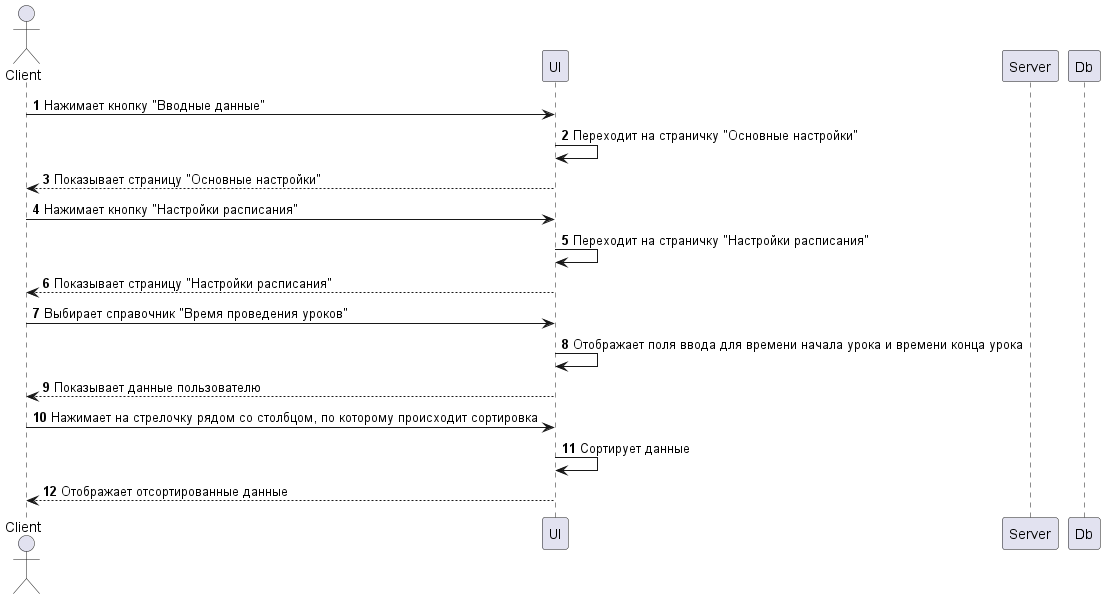 Client
UI
Server
Db
1 Нажимает кнопку "Вводные данные"
2 Переходит на страничку "Основные настройки"
3 Показывает страницу "Основные настройки"
4 Нажимает кнопку "Настройки расписания"
5 Переходит на страничку "Настройки расписания"
6 Показывает страницу "Настройки расписания"
7 Выбирает справочник "Время проведения уроков"
8 Отображает поля ввода для времени начала урока и времени конца урока
9 Показывает данные пользователю
10 Нажимает на стрелочку рядом со столбцом, по которому происходит сортировка
11 Сортирует данные
12 Отображает отсортированные данные
Client
UI
Server
Db